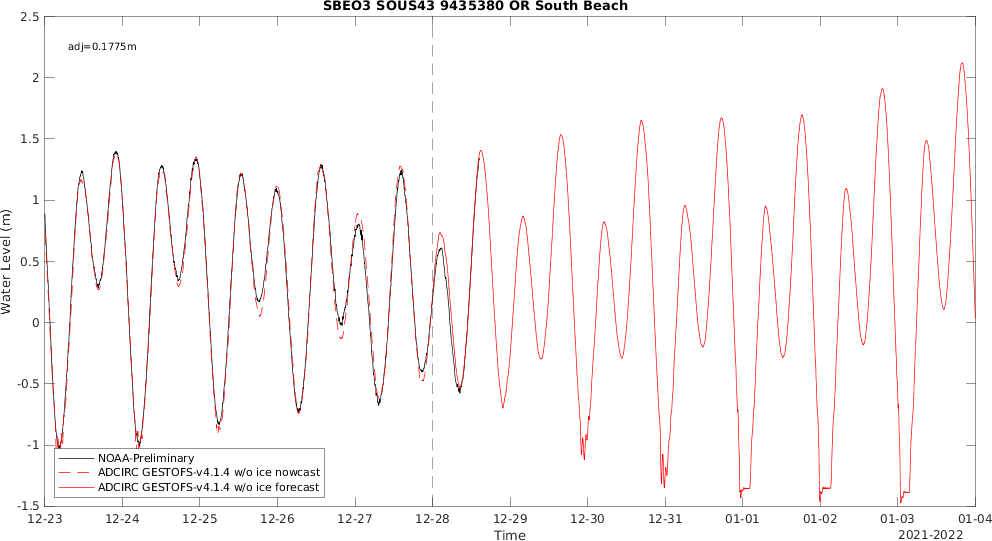 SBEO3 SOUS43 9435380 OR South Beach
adj=0.1775m
Water Level (m)
2.5
2
1.5
1
0.5
0
-0.5
-1
-1.5
NOAA-Preliminary
ADCIRC GESTOFS-v4.1.4 w/o ice nowcast
ADCIRC GESTOFS-v4.1.4 w/o ice forecast
12-23 12-24 12-25 12-26 12-27 12-28 12-29 12-30 12-31 01-01 01-02 01-03 01-04
Time
2021-2022